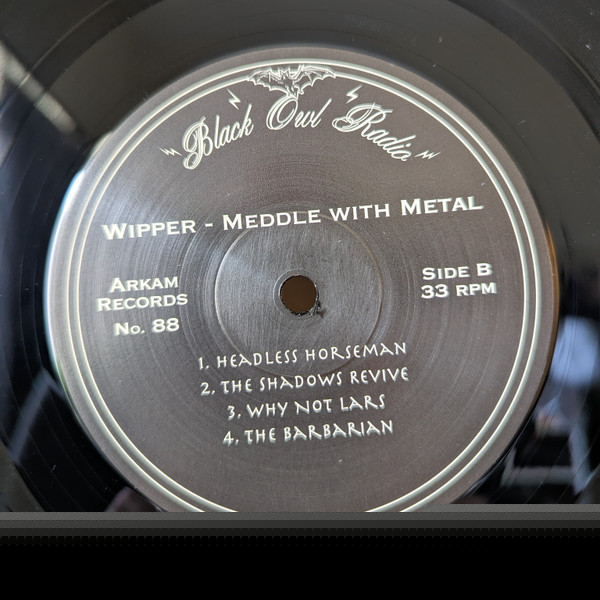 Black Owl Radio
WIPPER - MEDDLE WITH METAL
ARKAM
RECORDS
NO. 88
SIDE B
33 RPM
1. HEADLESS HORSEMAN
2. THE SHADOWS REVIVE
3. WHY NOT LARS
4. THE BARBARIAN